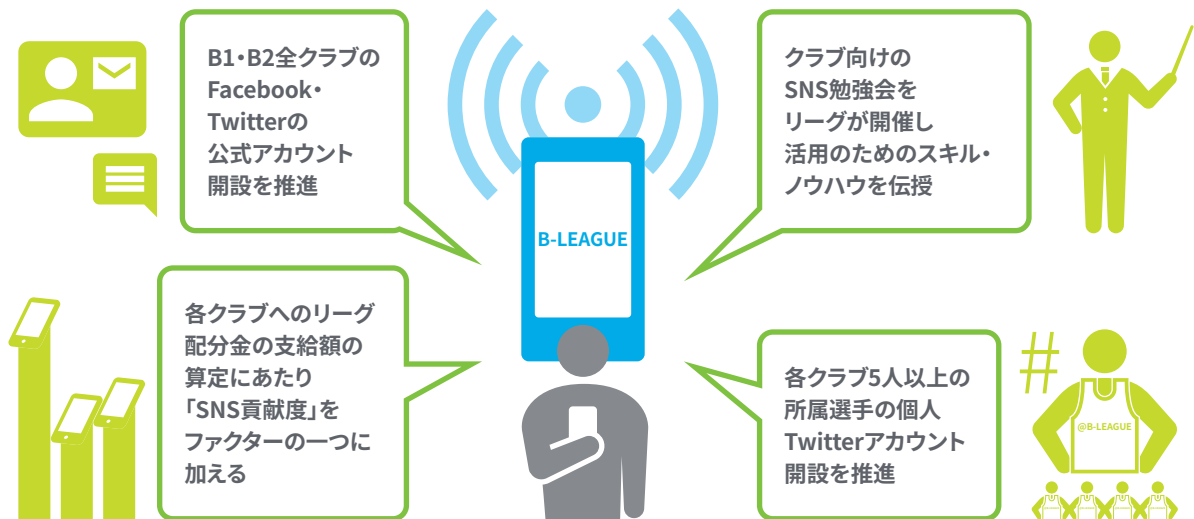 B1・B2全クラブの
Facebook・
Twitterの
公式アカウント
開設を推進
クラブ向けの
SNS勉強会を
リーグが開催し
活用のためのスキル・
ノウハウを伝授
B-LEAGUE
各クラブへのリーグ
配分金の支給額の
算定にあたり
「SNS貢献度」を
ファクターの一つに
加える
各クラブ5人以上の
所属選手の個人
Twitterアカウント
開設を推進
#
@B-LEAGUE